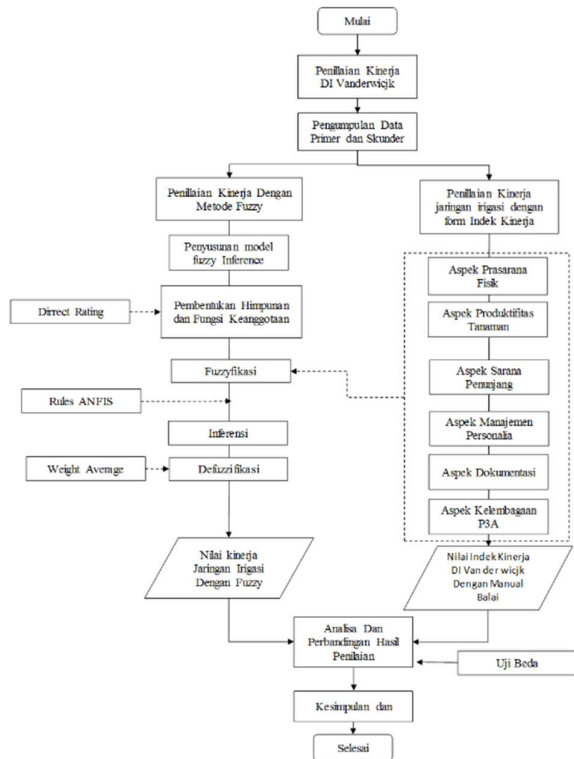 Mulai
Penillaian Kinerja
DI Vanderwicjk
Pengumpulan Data
Primer dan Skunder
Penillaian Kinerja Dengan
Metode Fuzzy
Penyusunan model
fuzzy Inference
Dirrect Rating
Pembentukan Himpunan
dan Fungsi Keanggotaan
Fuzzyfikasi
Rules ANFIS
Inferensi
Weight Average
Defuzzifikasi
Nilai kinerja
Jaringan Irigasi
Dengan Fuzzy
Penillaian Kinerja
jaringan irigasi dengan
form Indek Kinerja
Aspek Prasarana
Fisik
Aspek Produktifitas
Tanaman
Aspek Sarana
Penunjang
Aspek Manajemen
Personalia
Aspek Dokumentasi
Aspek Kelembagaan
P3A
Nilai Indek Kinerja
DI Van der wicjk
Dengan Manual
Balai
Analisa Dan
Perbandingan Hasil
Penilaian
Uji Beda
Kesimpulan dan
Selesai